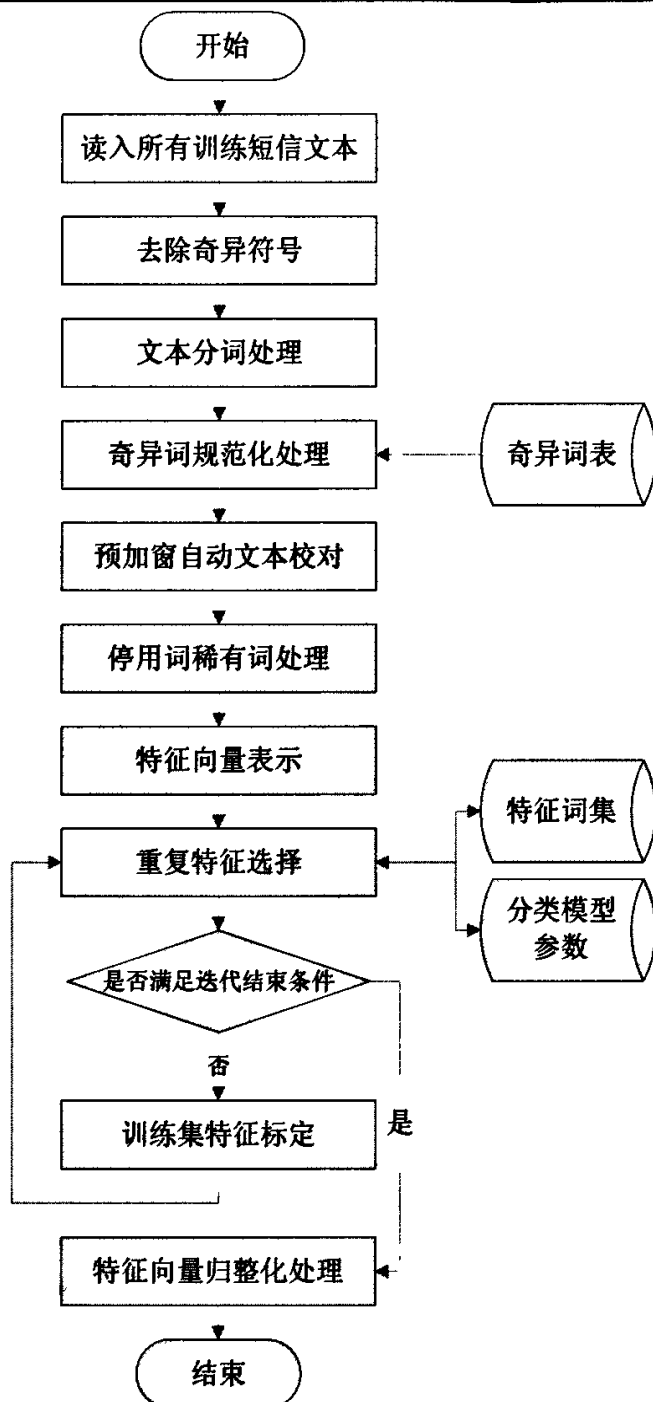 开始
读入所有训练短信文本
去除奇异符号
文本分词处理
奇异词规范化处理
奇异词表
预加窗自动文本校对
停用词稀有词处理
特征向量表示
特征词集
重复特征选择
分类模型
参数
是否满足迭代结束条件
否
训练集特征标定
是
特征向量归整化处理
结束